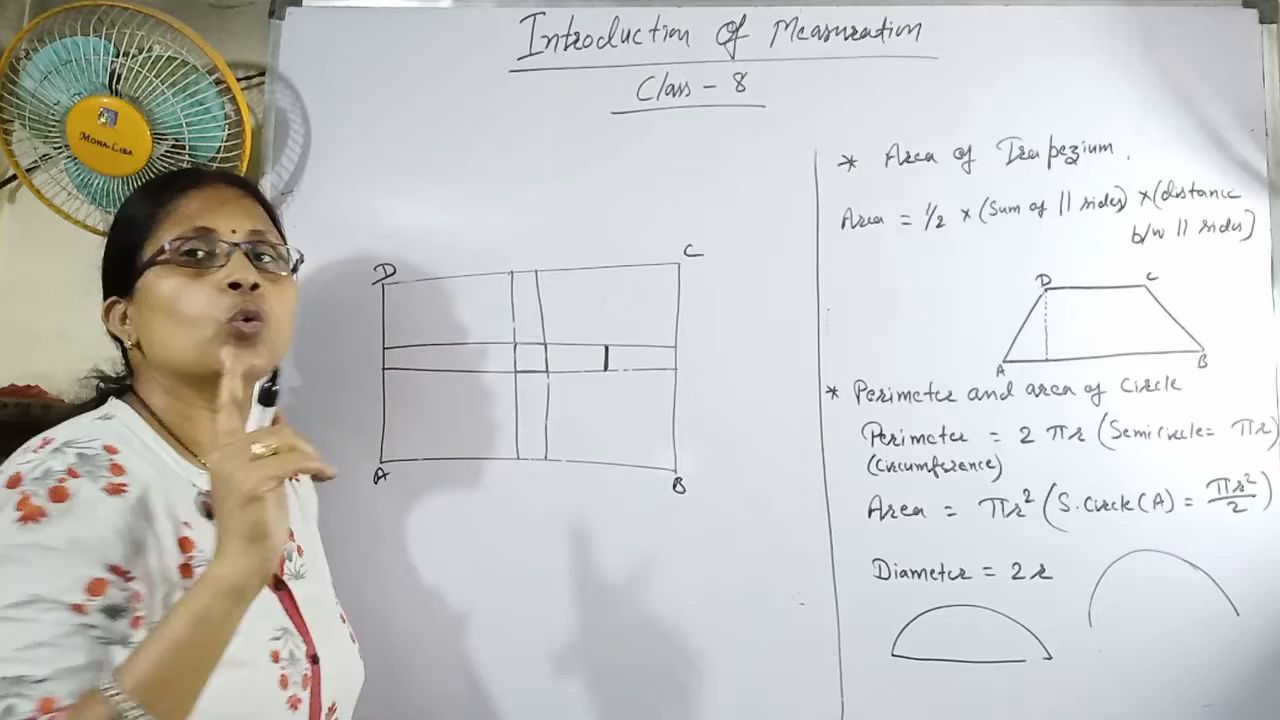 Introduction of Measuration
Class - 8
MONA-LISA
D
C
A
B
* Area of Trapezium.
Area = 1/2 × (Sum of || sides) × (distance
b/w || sides)
D
C
A
B
* Perimeter and area of circle
Perimeter = 2 πr (Semicircle = πr)
(circumference)
Area = πr² (S.circle(A) = πr²/2)
Diameter = 2r